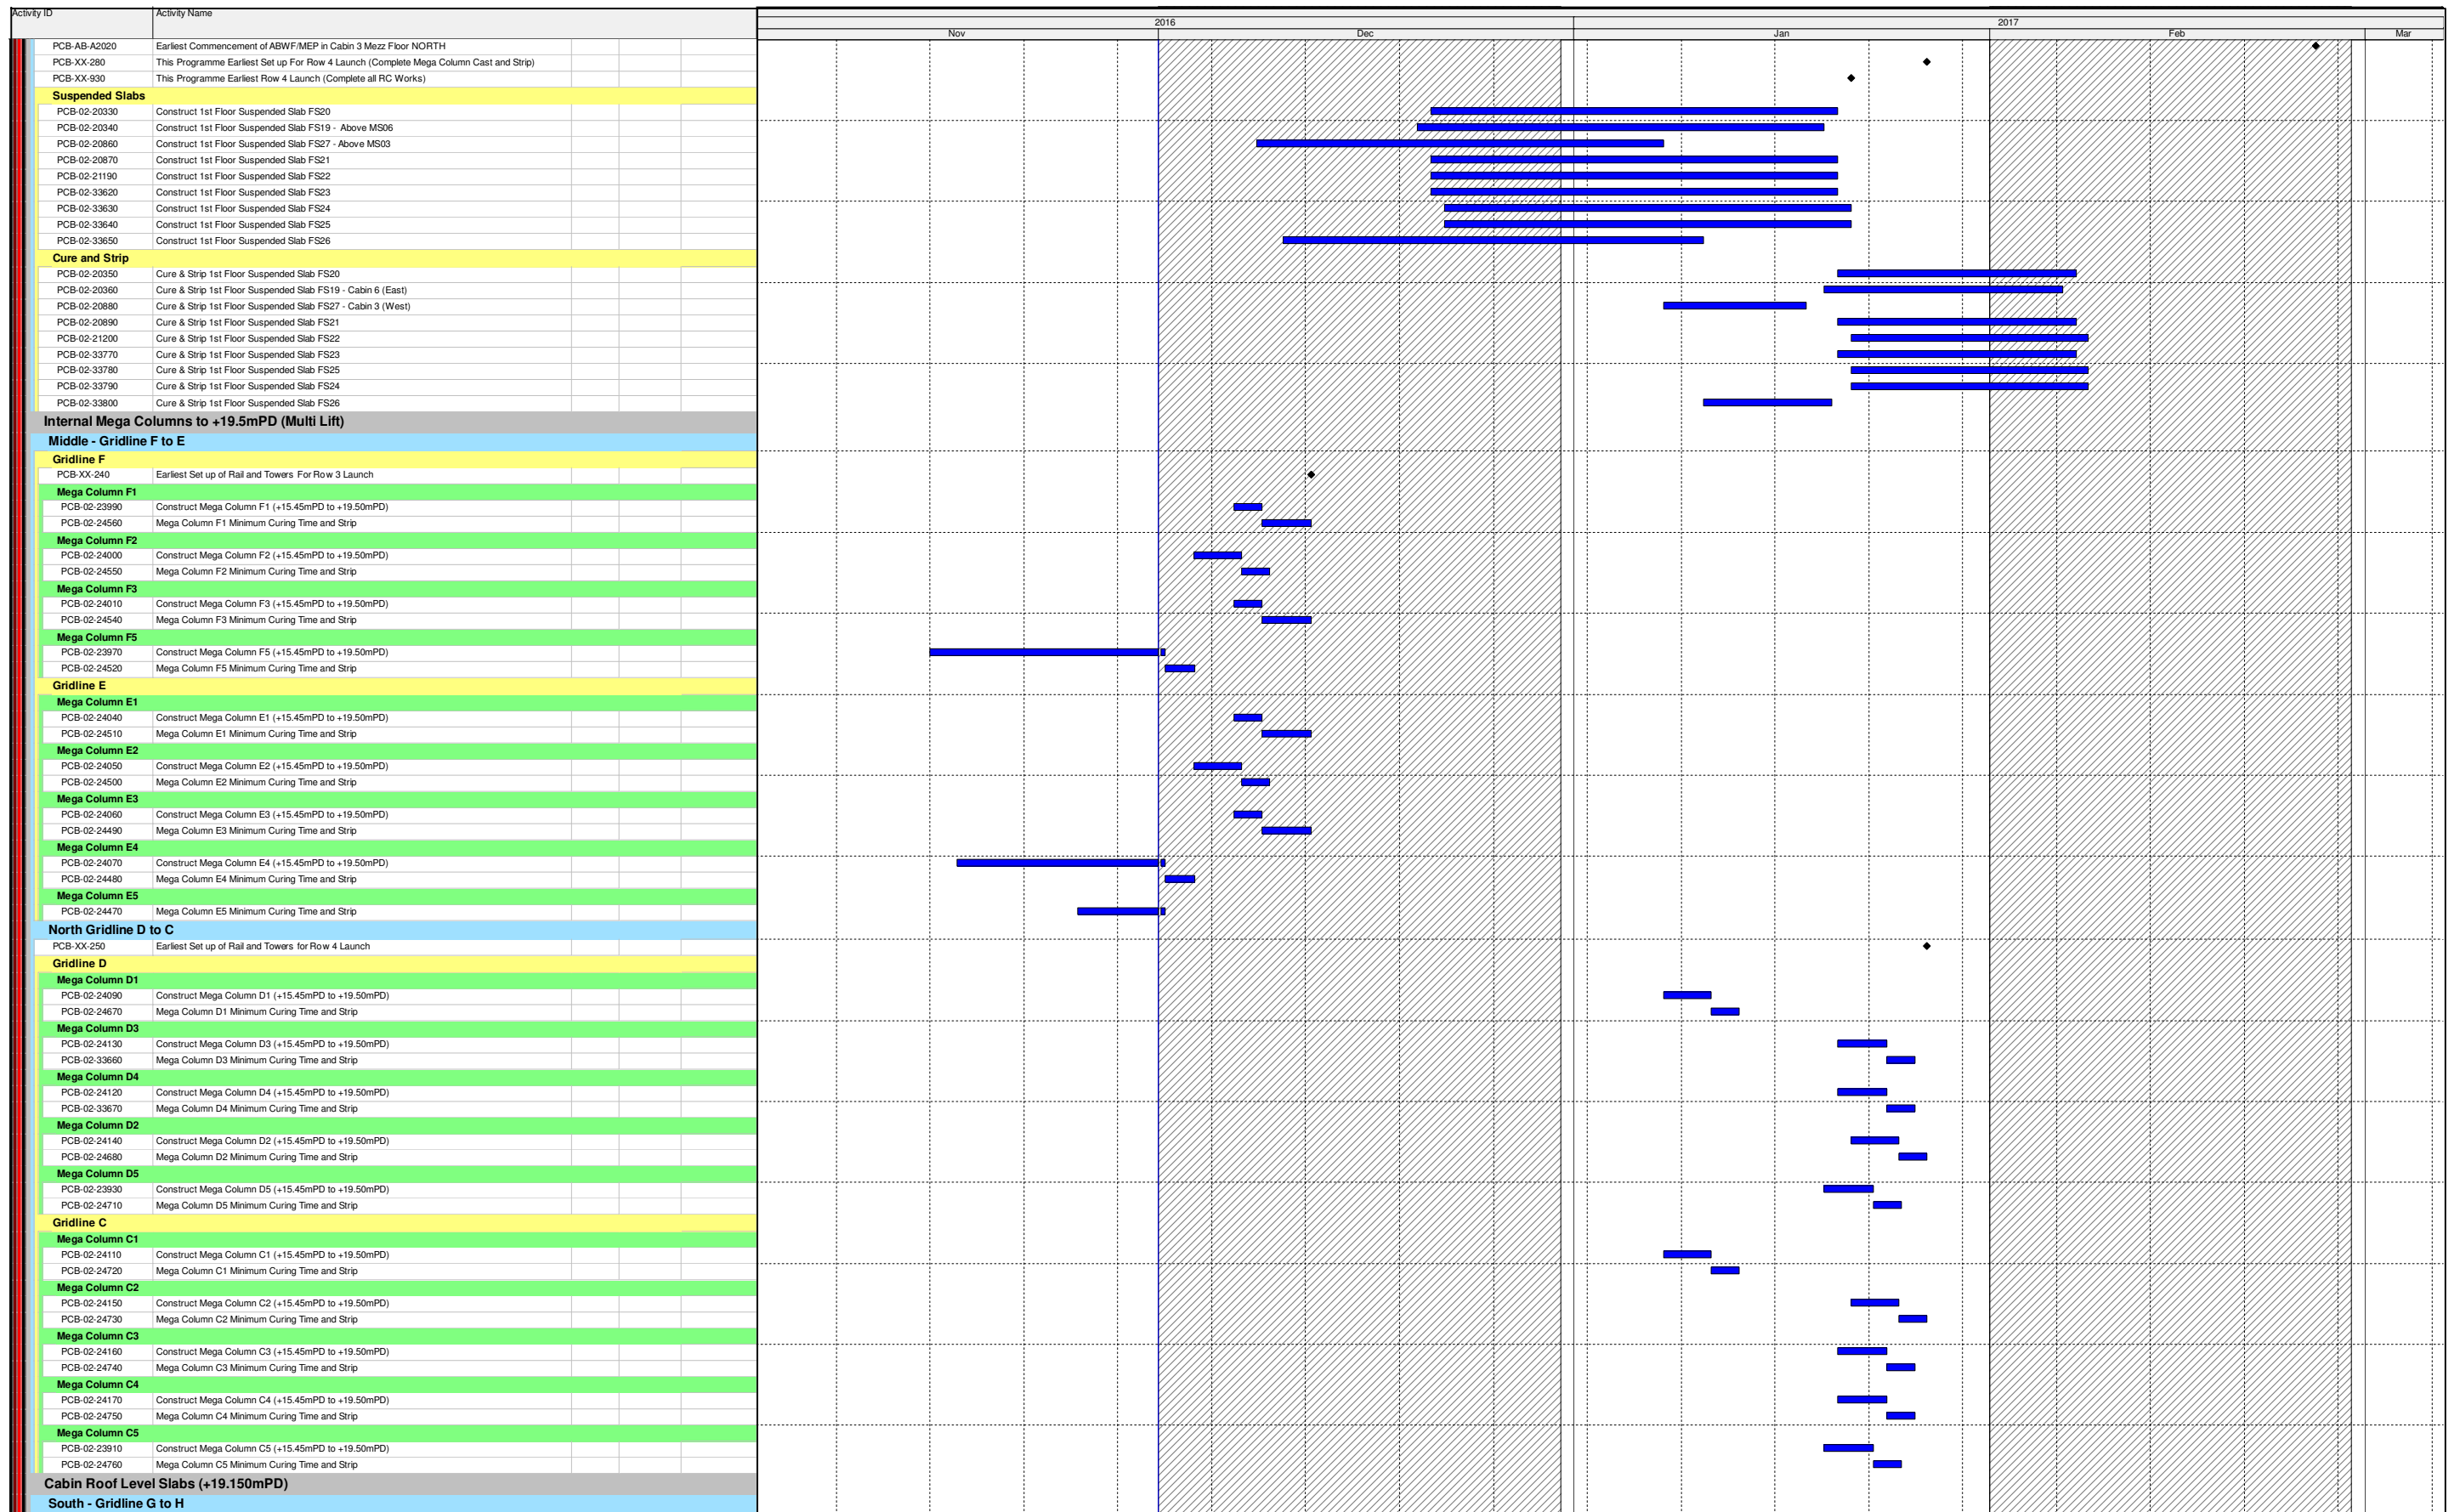 Activity ID Activity Name
2016 2017
Nov Dec Jan Feb Mar
PCB-AB-A2020 Earliest Commencement of ABWF/MEP in Cabin 3 Mezz Floor NORTH
PCB-XX-280 This Programme Earliest Set up For Row 4 Launch (Complete Mega Column Cast and Strip)
PCB-XX-930 This Programme Earliest Row 4 Launch (Complete all RC Works)
Suspended Slabs
PCB-02-20330 Construct 1st Floor Suspended Slab FS20
PCB-02-20340 Construct 1st Floor Suspended Slab FS19 - Above MS06
PCB-02-20860 Construct 1st Floor Suspended Slab FS27 - Above MS03
PCB-02-20870 Construct 1st Floor Suspended Slab FS21
PCB-02-21190 Construct 1st Floor Suspended Slab FS22
PCB-02-33620 Construct 1st Floor Suspended Slab FS23
PCB-02-33630 Construct 1st Floor Suspended Slab FS24
PCB-02-33640 Construct 1st Floor Suspended Slab FS25
PCB-02-33650 Construct 1st Floor Suspended Slab FS26
Cure and Strip
PCB-02-20350 Cure & Strip 1st Floor Suspended Slab FS20
PCB-02-20360 Cure & Strip 1st Floor Suspended Slab FS19 - Cabin 6 (East)
PCB-02-20880 Cure & Strip 1st Floor Suspended Slab FS27 - Cabin 3 (West)
PCB-02-20890 Cure & Strip 1st Floor Suspended Slab FS21
PCB-02-21200 Cure & Strip 1st Floor Suspended Slab FS22
PCB-02-33770 Cure & Strip 1st Floor Suspended Slab FS23
PCB-02-33780 Cure & Strip 1st Floor Suspended Slab FS25
PCB-02-33790 Cure & Strip 1st Floor Suspended Slab FS24
PCB-02-33800 Cure & Strip 1st Floor Suspended Slab FS26
Internal Mega Columns to +19.5mPD (Multi Lift)
Middle - Gridline F to E
Gridline F
PCB-XX-240 Earliest Set up of Rail and Towers For Row 3 Launch
Mega Column F1
PCB-02-23990 Construct Mega Column F1 (+15.45mPD to +19.50mPD)
PCB-02-24560 Mega Column F1 Minimum Curing Time and Strip
Mega Column F2
PCB-02-24000 Construct Mega Column F2 (+15.45mPD to +19.50mPD)
PCB-02-24550 Mega Column F2 Minimum Curing Time and Strip
Mega Column F3
PCB-02-24010 Construct Mega Column F3 (+15.45mPD to +19.50mPD)
PCB-02-24540 Mega Column F3 Minimum Curing Time and Strip
Mega Column F5
PCB-02-23970 Construct Mega Column F5 (+15.45mPD to +19.50mPD)
PCB-02-24520 Mega Column F5 Minimum Curing Time and Strip
Gridline E
Mega Column E1
PCB-02-24040 Construct Mega Column E1 (+15.45mPD to +19.50mPD)
PCB-02-24510 Mega Column E1 Minimum Curing Time and Strip
Mega Column E2
PCB-02-24050 Construct Mega Column E2 (+15.45mPD to +19.50mPD)
PCB-02-24500 Mega Column E2 Minimum Curing Time and Strip
Mega Column E3
PCB-02-24060 Construct Mega Column E3 (+15.45mPD to +19.50mPD)
PCB-02-24490 Mega Column E3 Minimum Curing Time and Strip
Mega Column E4
PCB-02-24070 Construct Mega Column E4 (+15.45mPD to +19.50mPD)
PCB-02-24480 Mega Column E4 Minimum Curing Time and Strip
Mega Column E5
PCB-02-24470 Mega Column E5 Minimum Curing Time and Strip
North Gridline D to C
PCB-XX-250 Earliest Set up of Rail and Towers for Row 4 Launch
Gridline D
Mega Column D1
PCB-02-24090 Construct Mega Column D1 (+15.45mPD to +19.50mPD)
PCB-02-24670 Mega Column D1 Minimum Curing Time and Strip
Mega Column D3
PCB-02-24130 Construct Mega Column D3 (+15.45mPD to +19.50mPD)
PCB-02-33660 Mega Column D3 Minimum Curing Time and Strip
Mega Column D4
PCB-02-24120 Construct Mega Column D4 (+15.45mPD to +19.50mPD)
PCB-02-33670 Mega Column D4 Minimum Curing Time and Strip
Mega Column D2
PCB-02-24140 Construct Mega Column D2 (+15.45mPD to +19.50mPD)
PCB-02-24680 Mega Column D2 Minimum Curing Time and Strip
Mega Column D5
PCB-02-23930 Construct Mega Column D5 (+15.45mPD to +19.50mPD)
PCB-02-24710 Mega Column D5 Minimum Curing Time and Strip
Gridline C
Mega Column C1
PCB-02-24110 Construct Mega Column C1 (+15.45mPD to +19.50mPD)
PCB-02-24720 Mega Column C1 Minimum Curing Time and Strip
Mega Column C2
PCB-02-24150 Construct Mega Column C2 (+15.45mPD to +19.50mPD)
PCB-02-24730 Mega Column C2 Minimum Curing Time and Strip
Mega Column C3
PCB-02-24160 Construct Mega Column C3 (+15.45mPD to +19.50mPD)
PCB-02-24740 Mega Column C3 Minimum Curing Time and Strip
Mega Column C4
PCB-02-24170 Construct Mega Column C4 (+15.45mPD to +19.50mPD)
PCB-02-24750 Mega Column C4 Minimum Curing Time and Strip
Mega Column C5
PCB-02-23910 Construct Mega Column C5 (+15.45mPD to +19.50mPD)
PCB-02-24760 Mega Column C5 Minimum Curing Time and Strip
Cabin Roof Level Slabs (+19.150mPD)
South - Gridline G to H